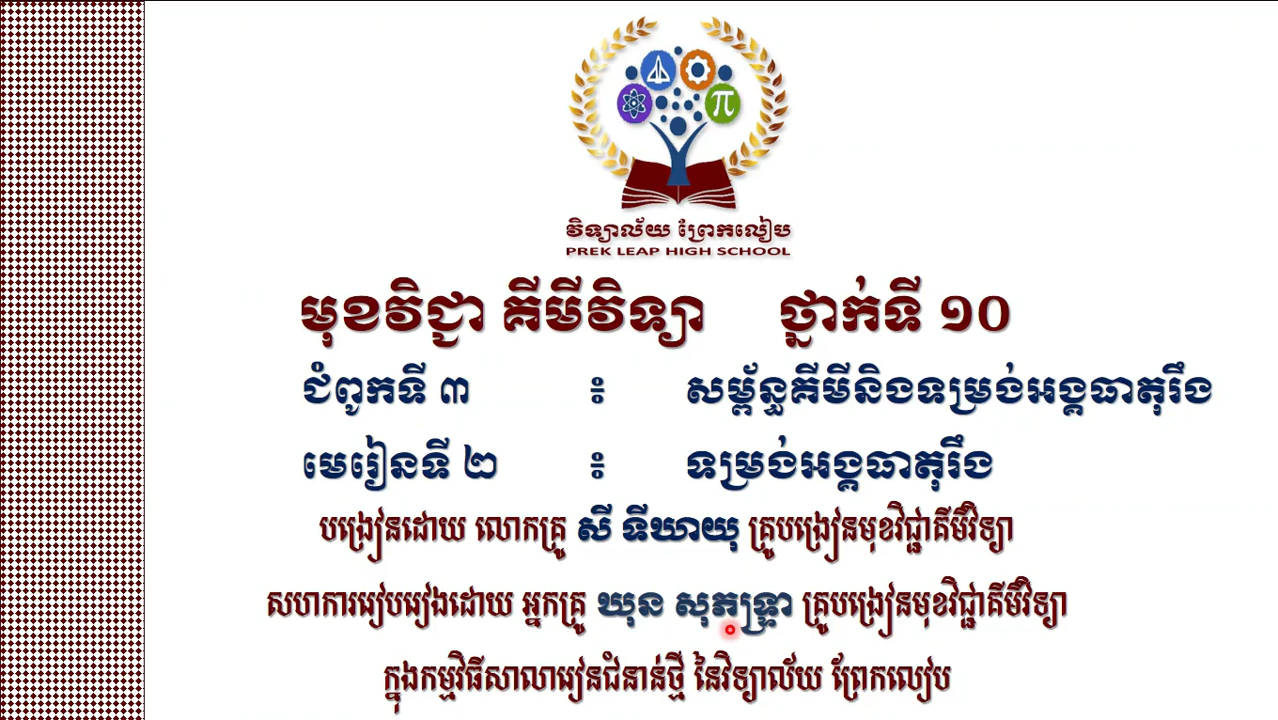 π
វិទ្យាល័យ ព្រែកលៀប
PREK LEAP HIGH SCHOOL
មុខវិជ្ជា គីមីវិទ្យា ថ្នាក់ទី ១០
ជំពូកទី ៣ ៖ សម្ព័ន្ធគីមីនិងទម្រង់អង្គធាតុរឹង
មេរៀនទី ២ ៖ ទម្រង់អង្គធាតុរឹង
បង្រៀនដោយ លោកគ្រូ ស៊ី ទីឃាយុ គ្រូបង្រៀនមុខវិជ្ជាគីមីវិទ្យា
សហការរៀបរៀងដោយ អ្នកគ្រូ ឃុន សុភ្យន្ទ្រា គ្រូបង្រៀនមុខវិជ្ជាគីមីវិទ្យា
ក្នុងកម្មវិធីសាលារៀនជំនាន់ថ្មី នៃវិទ្យាល័យ ព្រែកលៀប